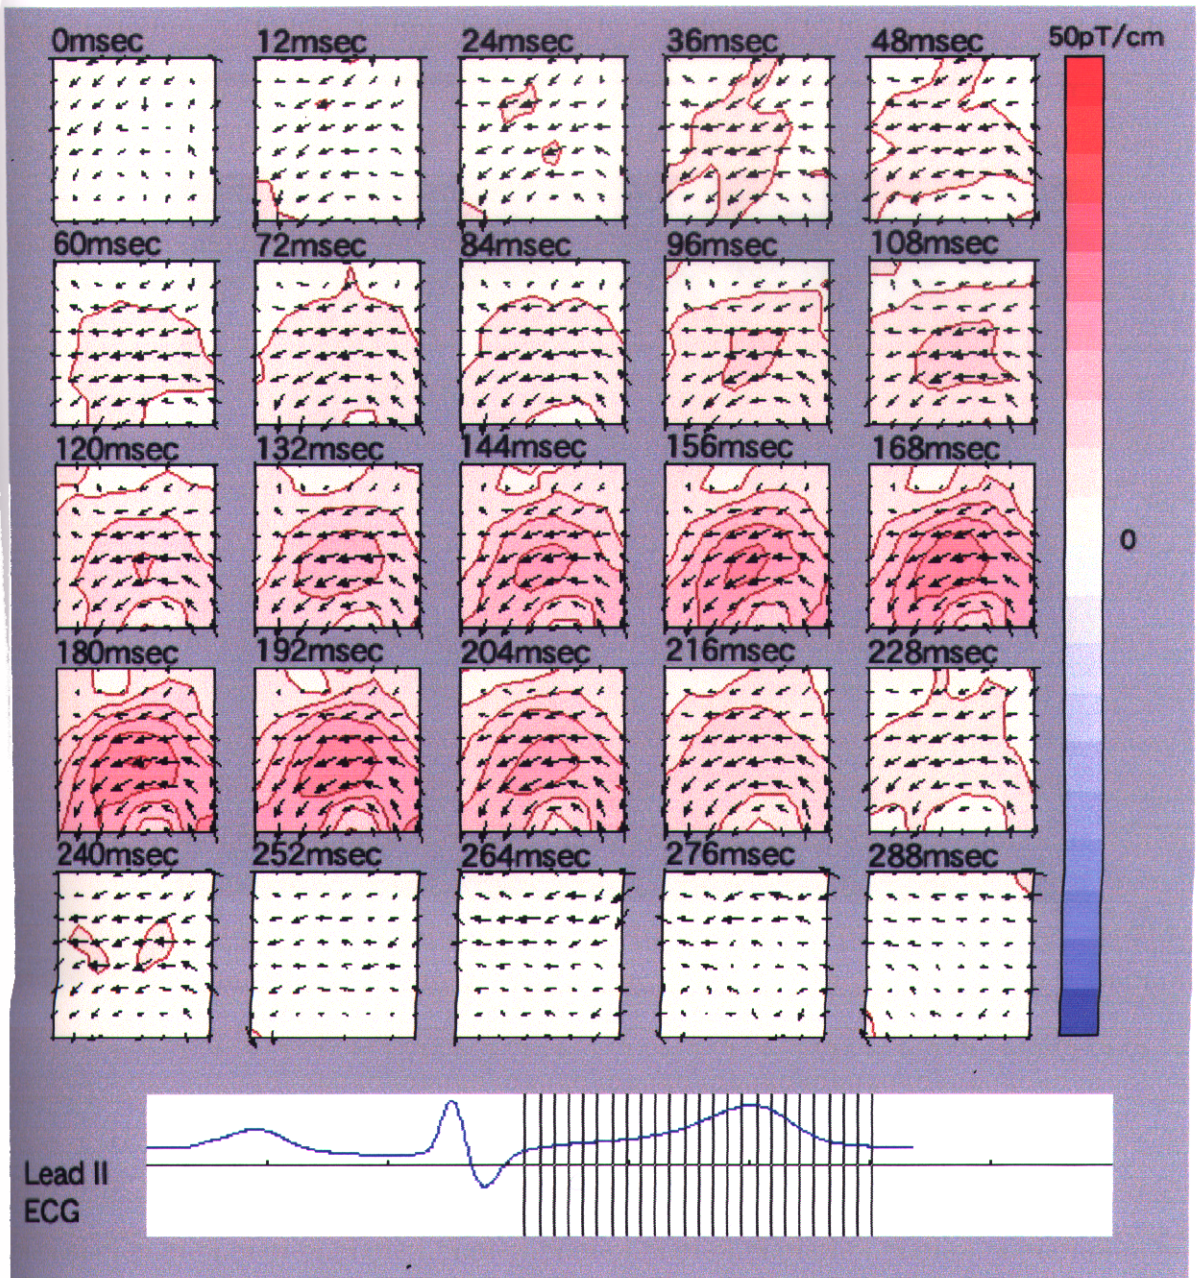 0msec 12msec 24msec 36msec 48msec 50pT/cm
60msec 72msec 84msec 96msec 108msec
120msec 132msec 144msec 156msec 168msec
0
180msec 192msec 204msec 216msec 228msec
240msec 252msec 264msec 276msec 288msec
Lead II
ECG